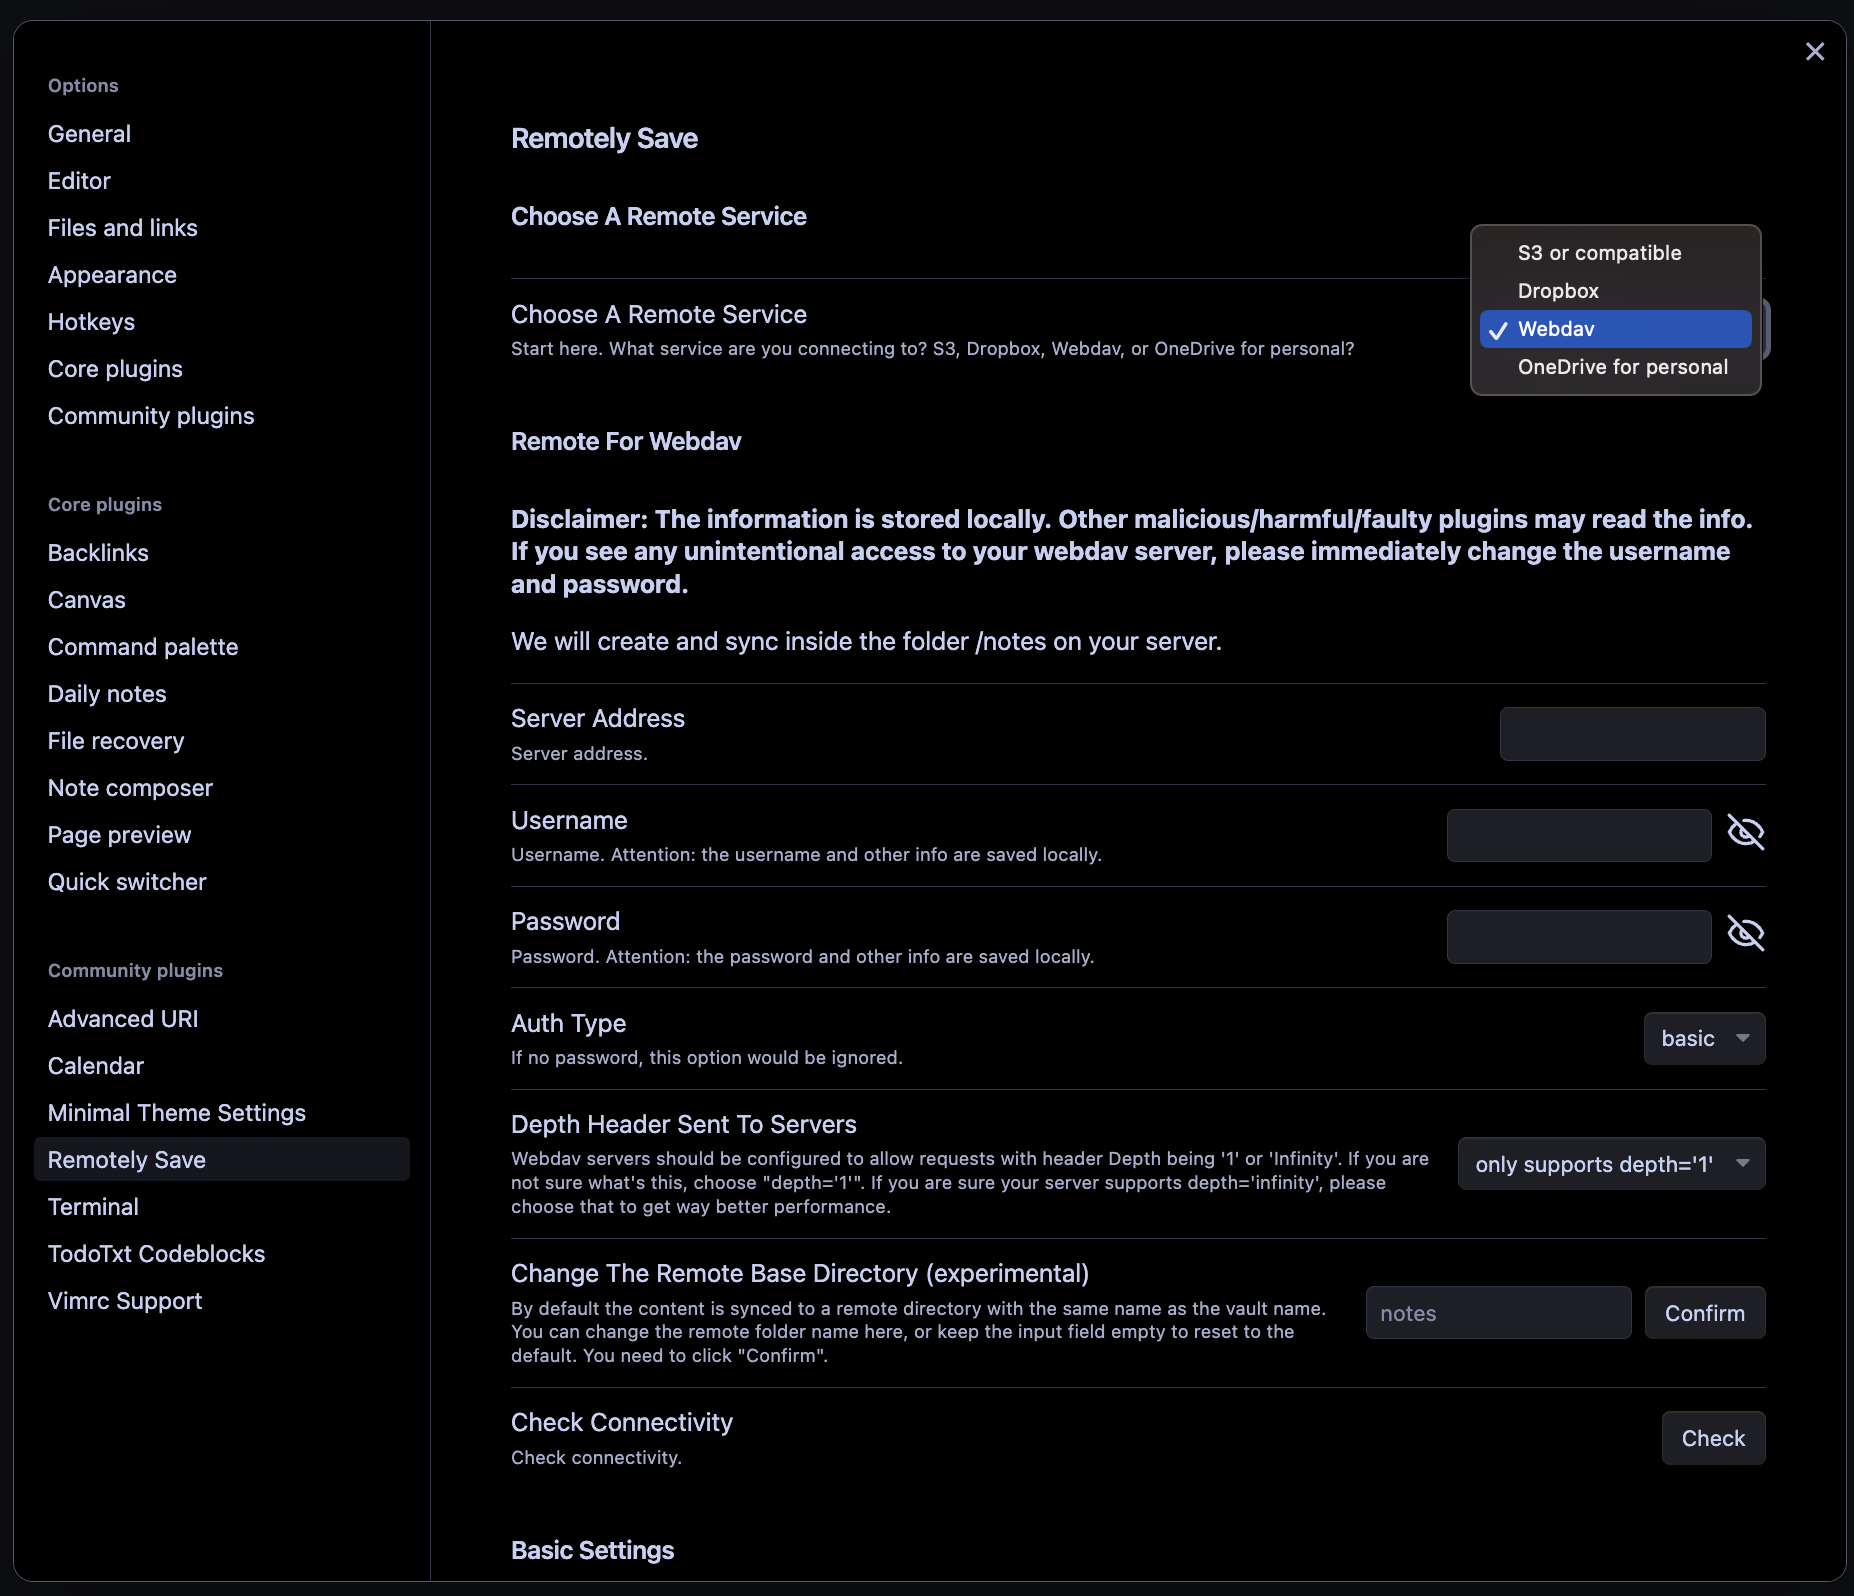 Options
General
Editor
Files and links
Appearance
Hotkeys
Core plugins
Community plugins
Core plugins
Backlinks
Canvas
Command palette
Daily notes
File recovery
Note composer
Page preview
Quick switcher
Community plugins
Advanced URI
Calendar
Minimal Theme Settings
Remotely Save
Terminal
TodoTxt Codeblocks
Vimrc Support
Remotely Save
Choose A Remote Service
Choose A Remote Service
Start here. What service are you connecting to? S3, Dropbox, Webdav, or OneDrive for personal?
S3 or compatible
Dropbox
Webdav
OneDrive for personal
Remote For Webdav
Disclaimer: The information is stored locally. Other malicious/harmful/faulty plugins may read the info.
If you see any unintentional access to your webdav server, please immediately change the username
and password.
We will create and sync inside the folder /notes on your server.
Server Address
Server address.
Username
Username. Attention: the username and other info are saved locally.
Password
Password. Attention: the password and other info are saved locally.
Auth Type
If no password, this option would be ignored.
basic
Depth Header Sent To Servers
Webdav servers should be configured to allow requests with header Depth being '1' or 'Infinity'. If you are
not sure what's this, choose "depth='1'". If you are sure your server supports depth='infinity', please
choose that to get way better performance.
only supports depth='1'
Change The Remote Base Directory (experimental)
By default the content is synced to a remote directory with the same name as the vault name.
You can change the remote folder name here, or keep the input field empty to reset to the
default. You need to click "Confirm".
notes
Confirm
Check Connectivity
Check connectivity.
Check
Basic Settings